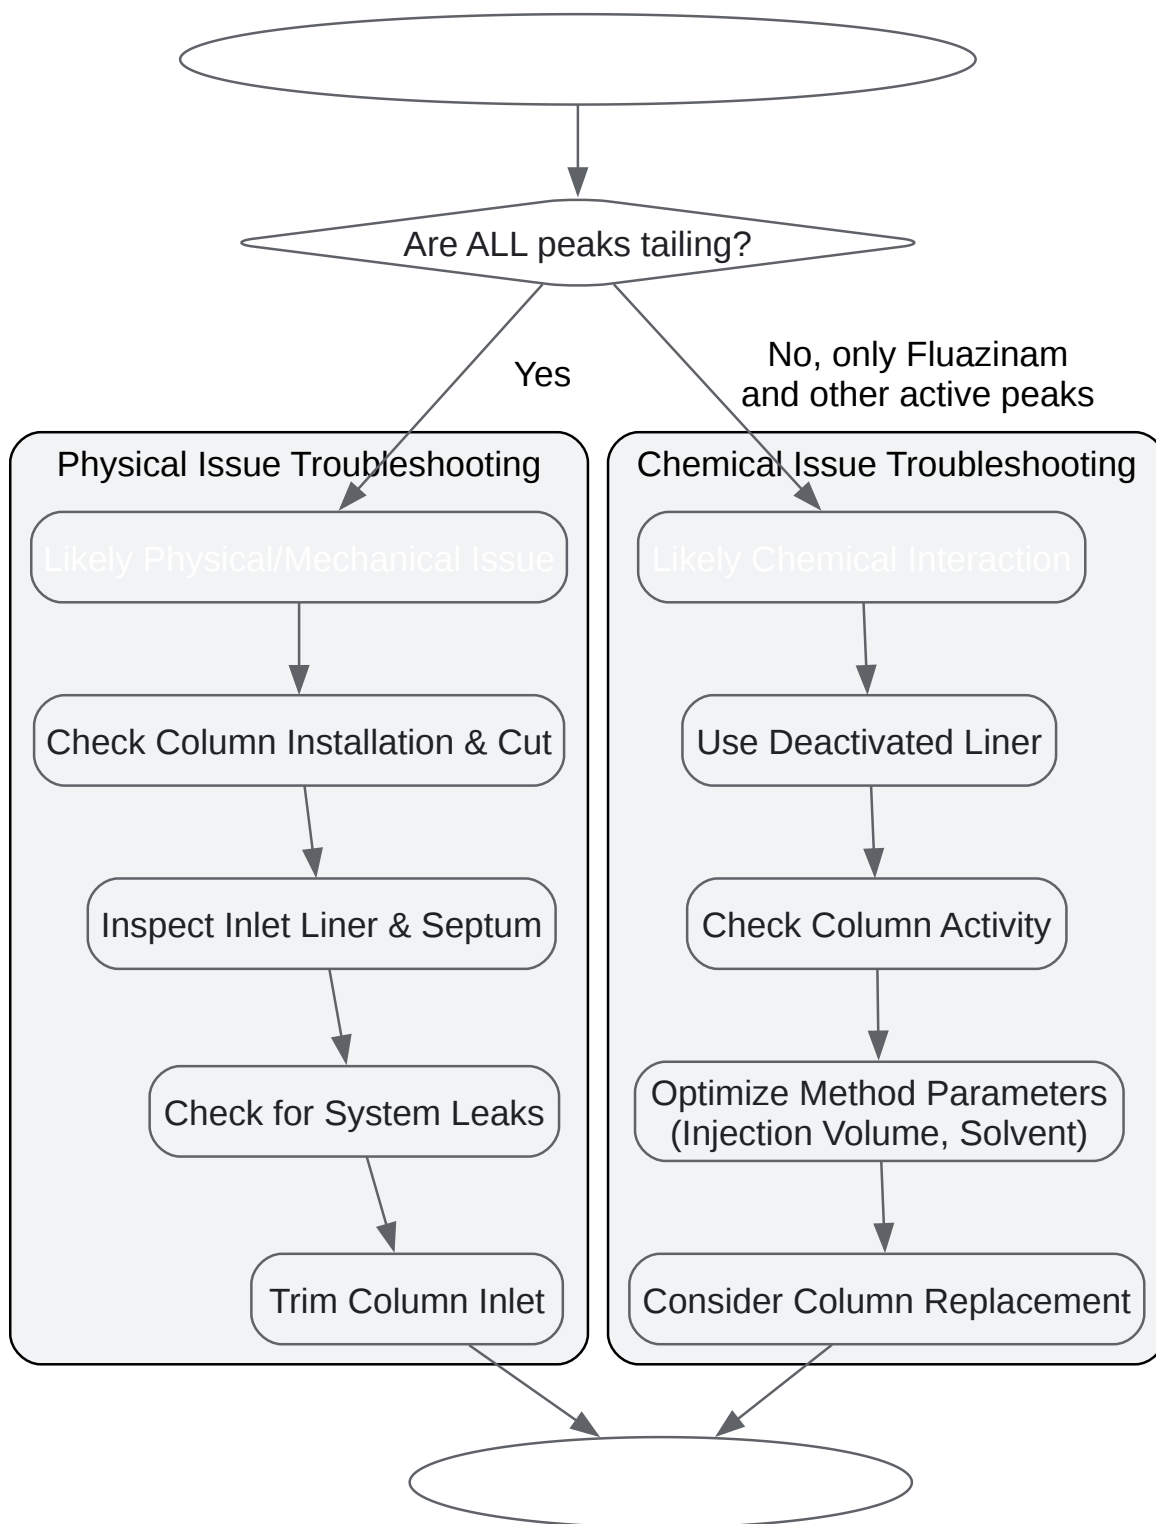 Are ALL peaks tailing?
Yes
No, only Fluazinam
and other active peaks
Physical Issue Troubleshooting
Likely Physical/Mechanical Issue
Check Column Installation & Cut
Inspect Inlet Liner & Septum
Check for System Leaks
Trim Column Inlet
Chemical Issue Troubleshooting
Likely Chemical Interaction
Use Deactivated Liner
Check Column Activity
Optimize Method Parameters
(Injection Volume, Solvent)
Consider Column Replacement